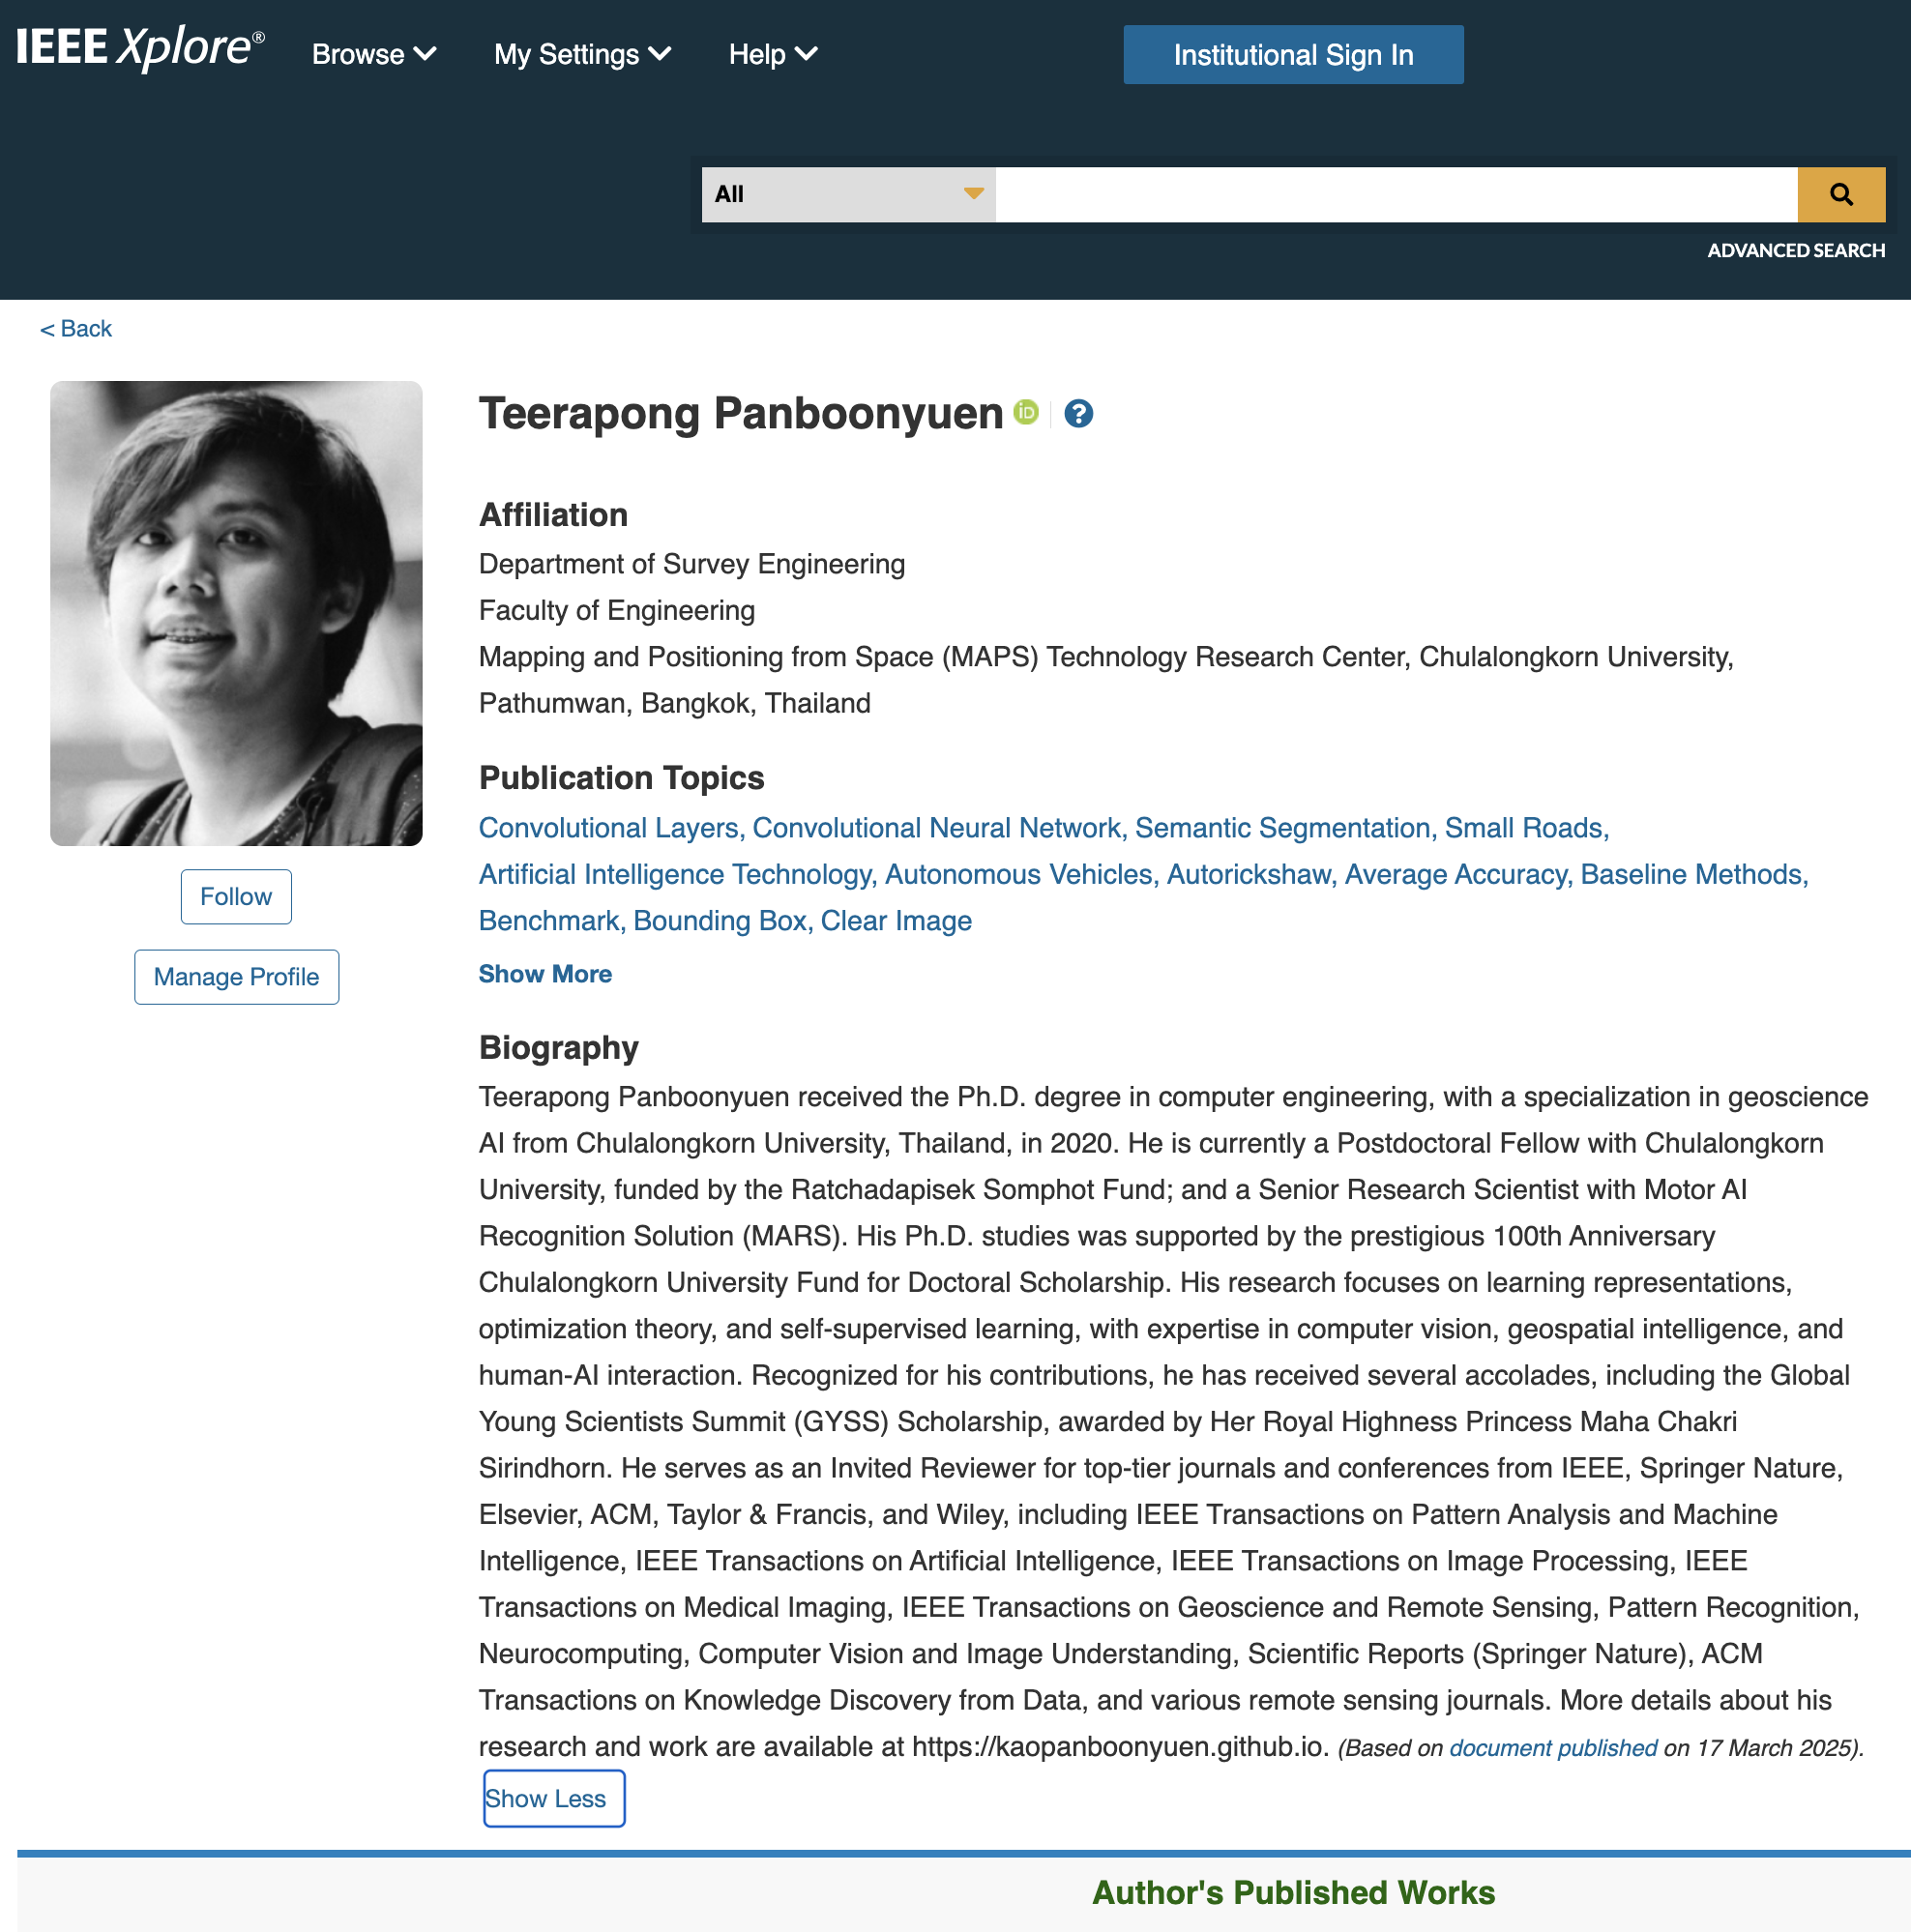 IEEE Xplore®
Browse
My Settings
Help
Institutional Sign In
All
ADVANCED SEARCH
< Back
Teerapong Panboonyuen iD ?
Affiliation
Department of Survey Engineering
Faculty of Engineering
Mapping and Positioning from Space (MAPS) Technology Research Center, Chulalongkorn University,
Pathumwan, Bangkok, Thailand
Publication Topics
Convolutional Layers, Convolutional Neural Network, Semantic Segmentation, Small Roads,
Artificial Intelligence Technology, Autonomous Vehicles, Autorickshaw, Average Accuracy, Baseline Methods,
Benchmark, Bounding Box, Clear Image
Show More
Follow
Manage Profile
Biography
Teerapong Panboonyuen received the Ph.D. degree in computer engineering, with a specialization in geoscience
AI from Chulalongkorn University, Thailand, in 2020. He is currently a Postdoctoral Fellow with Chulalongkorn
University, funded by the Ratchadapisek Somphot Fund; and a Senior Research Scientist with Motor AI
Recognition Solution (MARS). His Ph.D. studies was supported by the prestigious 100th Anniversary
Chulalongkorn University Fund for Doctoral Scholarship. His research focuses on learning representations,
optimization theory, and self-supervised learning, with expertise in computer vision, geospatial intelligence, and
human-AI interaction. Recognized for his contributions, he has received several accolades, including the Global
Young Scientists Summit (GYSS) Scholarship, awarded by Her Royal Highness Princess Maha Chakri
Sirindhorn. He serves as an Invited Reviewer for top-tier journals and conferences from IEEE, Springer Nature,
Elsevier, ACM, Taylor & Francis, and Wiley, including IEEE Transactions on Pattern Analysis and Machine
Intelligence, IEEE Transactions on Artificial Intelligence, IEEE Transactions on Image Processing, IEEE
Transactions on Medical Imaging, IEEE Transactions on Geoscience and Remote Sensing, Pattern Recognition,
Neurocomputing, Computer Vision and Image Understanding, Scientific Reports (Springer Nature), ACM
Transactions on Knowledge Discovery from Data, and various remote sensing journals. More details about his
research and work are available at https://kaopanboonyuen.github.io. (Based on document published on 17 March 2025).
Show Less
Author's Published Works